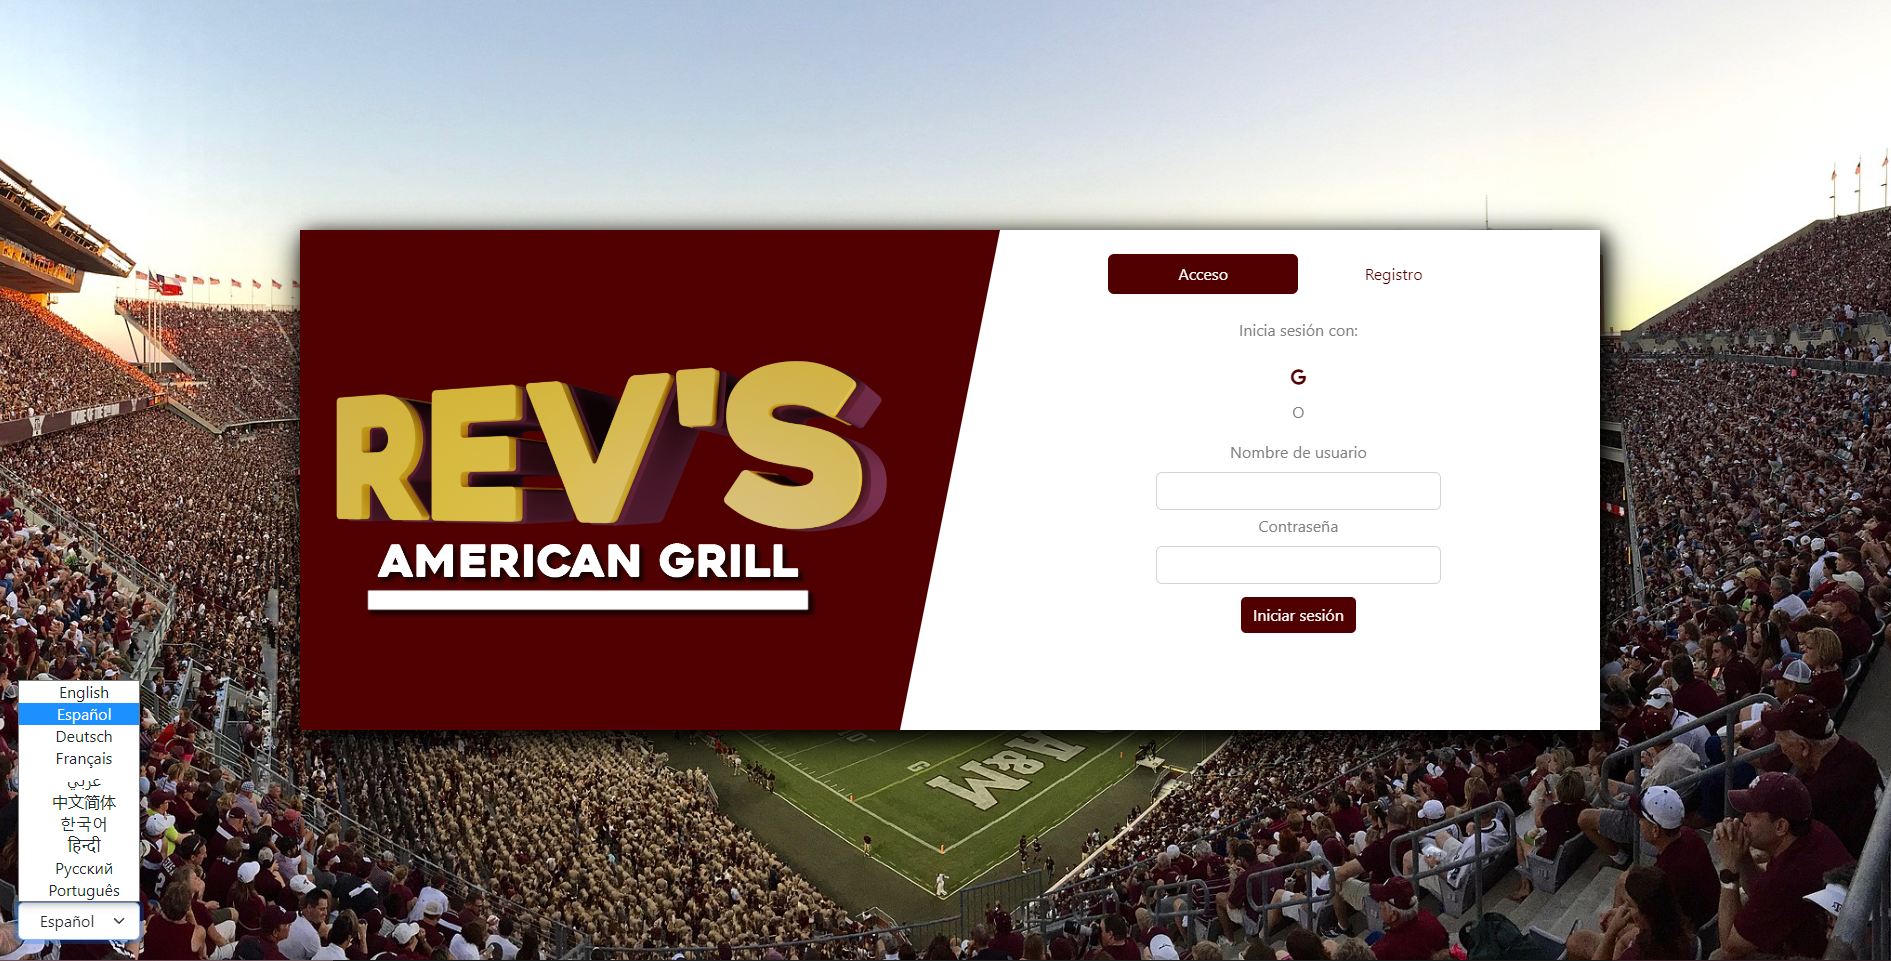 REV'S
AMERICAN GRILL
Acceso
Registro
Inicia sesión con:
G
O
Nombre de usuario
Contraseña
Iniciar sesión
English
Español
Deutsch
Français
عربي
中文简体
한국어
हिन्दी
Русский
Português
Español
A&M
G